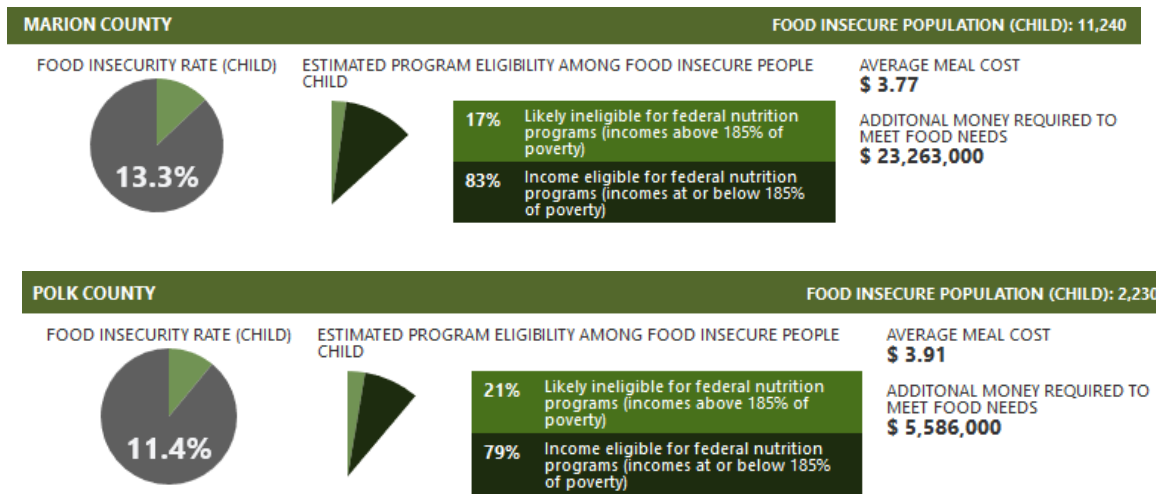 MARION COUNTY
FOOD INSECURE POPULATION (CHILD): 11,240
FOOD INSECURITY RATE (CHILD)
13.3%
ESTIMATED PROGRAM ELIGIBILITY AMONG FOOD INSECURE PEOPLE
CHILD
17%
Likely ineligible for federal nutrition
programs (incomes above 185% of
poverty)
83%
Income eligible for federal nutrition
programs (incomes at or below 185%
of poverty)
AVERAGE MEAL COST
$ 3.77
ADDITONAL MONEY REQUIRED TO
MEET FOOD NEEDS
$ 23,263,000
POLK COUNTY
FOOD INSECURE POPULATION (CHILD): 2,230
FOOD INSECURITY RATE (CHILD)
11.4%
ESTIMATED PROGRAM ELIGIBILITY AMONG FOOD INSECURE PEOPLE
CHILD
21%
Likely ineligible for federal nutrition
programs (incomes above 185% of
poverty)
79%
Income eligible for federal nutrition
programs (incomes at or below 185%
of poverty)
AVERAGE MEAL COST
$ 3.91
ADDITONAL MONEY REQUIRED TO
MEET FOOD NEEDS
$ 5,586,000